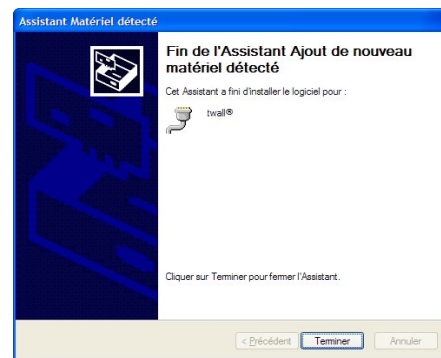 Assistant Matériel détecté
Fin de l'Assistant Ajout de nouveau
matériel détecté
Cet Assistant a fini d'installer le logiciel pour :
twall®
Cliquer sur Terminer pour fermer l'Assistant.
< Précédent
Terminer
Annuler